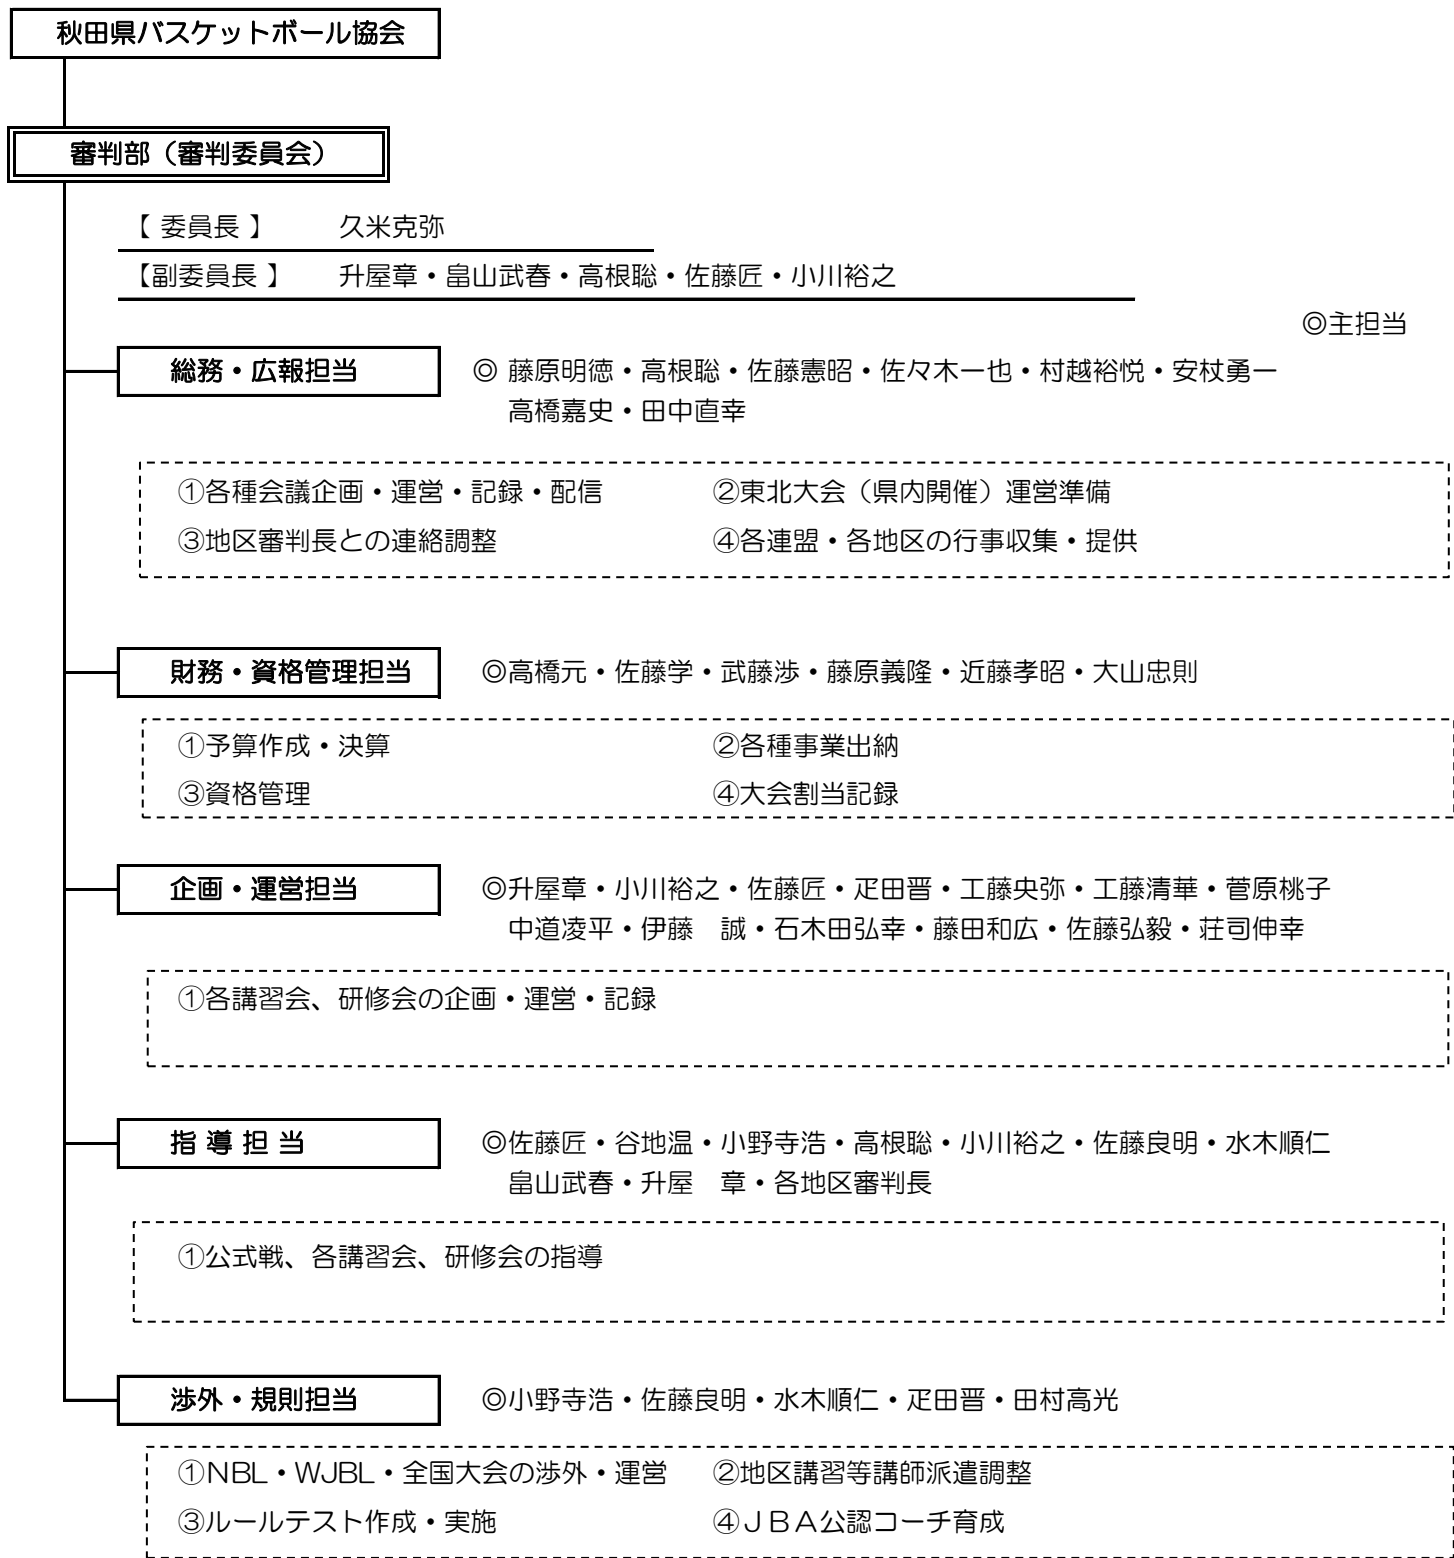 秋田県バスケットボール協会
審判部（審判委員会）
【 委員長 】　久米克弥
【副委員長 】　升屋章・畠山武春・高根聡・佐藤匠・小川裕之
◎主担当
総務・広報担当　◎ 藤原明徳・高根聡・佐藤憲昭・佐々木一也・村越裕悦・安杖勇一
高橋嘉史・田中直幸
①各種会議企画・運営・記録・配信　②東北大会（県内開催）運営準備
③地区審判長との連絡調整　④各連盟・各地区の行事収集・提供
財務・資格管理担当　◎高橋元・佐藤学・武藤渉・藤原義隆・近藤孝昭・大山忠則
①予算作成・決算　②各種事業出納
③資格管理　④大会割当記録
企画・運営担当　◎升屋章・小川裕之・佐藤匠・疋田晋・工藤央弥・工藤清華・菅原桃子
中道凌平・伊藤　誠・石木田弘幸・藤田和広・佐藤弘毅・荘司伸幸
①各講習会、研修会の企画・運営・記録
指 導 担 当　◎佐藤匠・谷地温・小野寺浩・高根聡・小川裕之・佐藤良明・水木順仁
畠山武春・升屋　章・各地区審判長
①公式戦、各講習会、研修会の指導
渉外・規則担当　◎小野寺浩・佐藤良明・水木順仁・疋田晋・田村高光
①NBL・WJBL・全国大会の渉外・運営　②地区講習等講師派遣調整
③ルールテスト作成・実施　④ＪＢＡ公認コーチ育成